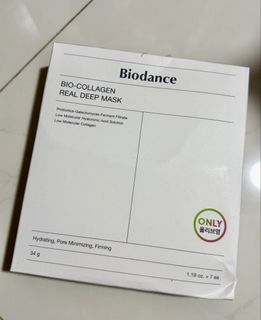 Biodance
BIO-COLLAGEN
REAL DEEP MASK
Probiotics-Galactomyces Ferment Filtrate
Low Molecular Hyaluronic Acid Solution
Low Molecular Collagen
ONLY
올리브영
Hydrating, Pore Minimizing, Firming
34 g
1.19 oz. × 7 ea